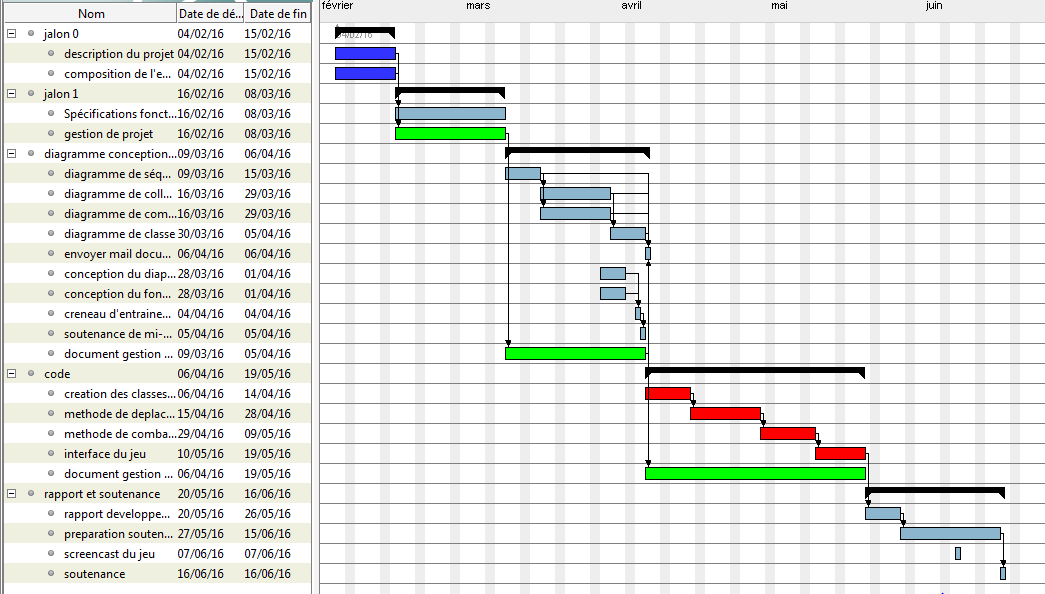 Nom Date de dé... Date de fin février mars avril mai juin
jalon 0 04/02/16 15/02/16 04/02/16
description du projet 04/02/16 15/02/16
composition de l'e... 04/02/16 15/02/16
jalon 1 16/02/16 08/03/16
Spécifications fonct... 16/02/16 08/03/16
gestion de projet 16/02/16 08/03/16
diagramme conception... 09/03/16 06/04/16
diagramme de séq... 09/03/16 15/03/16
diagramme de coll... 16/03/16 29/03/16
diagramme de com... 16/03/16 29/03/16
diagramme de classe 30/03/16 05/04/16
envoyer mail docu... 06/04/16 06/04/16
conception du diap... 28/03/16 01/04/16
conception du fon... 28/03/16 01/04/16
creneau d'entraine... 04/04/16 04/04/16
soutenance de mi-... 05/04/16 05/04/16
document gestion ... 09/03/16 05/04/16
code 06/04/16 19/05/16
creation des classes... 06/04/16 14/04/16
methode de deplac... 15/04/16 28/04/16
methode de comba... 29/04/16 09/05/16
interface du jeu 10/05/16 19/05/16
document gestion ... 06/04/16 19/05/16
rapport et soutenance 20/05/16 16/06/16
rapport developpe... 20/05/16 26/05/16
preparation souten... 27/05/16 15/06/16
screencast du jeu 07/06/16 07/06/16
soutenance 16/06/16 16/06/16